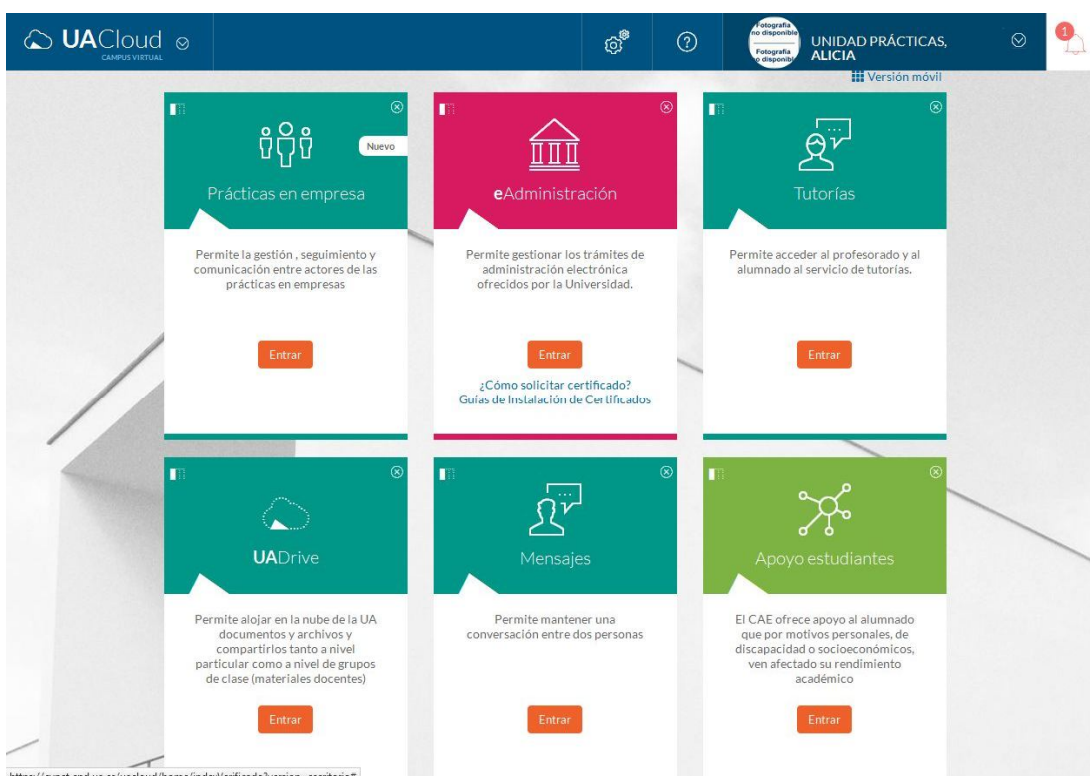 UACloud
CAMPUS VIRTUAL
Fotografía
no disponible
Fotografía
no disponible
UNIDAD PRÁCTICAS,
ALICIA
1
Versión móvil
Nuevo
Prácticas en empresa
Permite la gestión , seguimiento y
comunicación entre actores de las
prácticas en empresas
Entrar
eAdministración
Permite gestionar los trámites de
administración electrónica
ofrecidos por la Universidad.
Entrar
¿Cómo solicitar certificado?
Guías de Instalación de Certificados
Tutorías
Permite acceder al profesorado y al
alumnado al servicio de tutorías.
Entrar
UADrive
Permite alojar en la nube de la UA
documentos y archivos y
compartirlos tanto a nivel
particular como a nivel de grupos
de clase (materiales docentes)
Entrar
Mensajes
Permite mantener una
conversación entre dos personas
Entrar
Apoyo estudiantes
El CAE ofrece apoyo al alumnado
que por motivos personales, de
discapacidad o socioeconómicos,
ven afectado su rendimiento
académico
Entrar